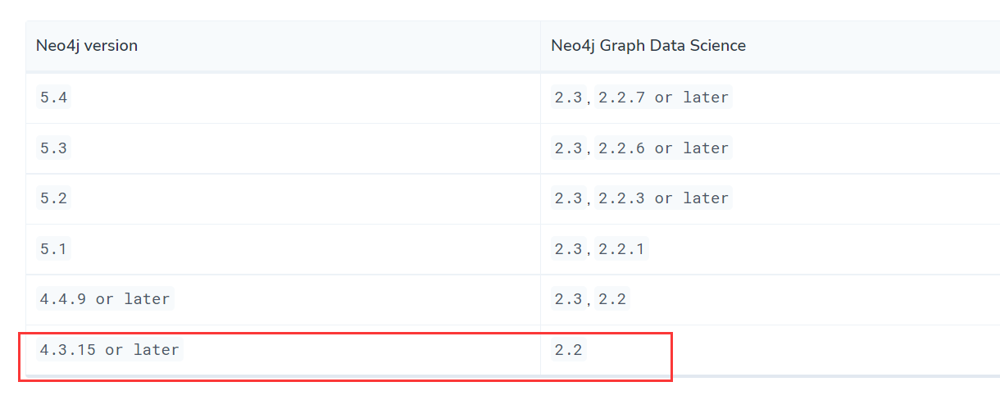 Neo4j version Neo4j Graph Data Science
5.4 2.3, 2.2.7 or later
5.3 2.3, 2.2.6 or later
5.2 2.3, 2.2.3 or later
5.1 2.3, 2.2.1
4.4.9 or later 2.3, 2.2
4.3.15 or later 2.2